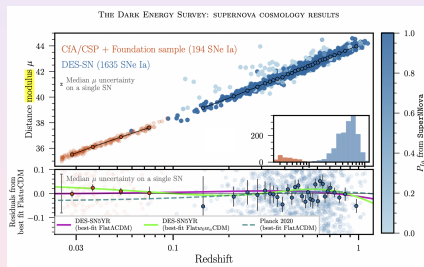 THE DARK ENERGY SURVEY: SUPERNOVA COSMOLOGY RESULTS
CfA/CSP + Foundation sample (194 SNe Ia)
DES-SN (1635 SNe Ia)
Median μ uncertainty
on a single SN
Distance modulus μ
44
42
40
38
36
200
0
1.0
0.8
0.6
0.4
0.2
0.0
from SuperNNova
Residuals from
best fit
0.1
0.0
−0.1
Median μ uncertainty on a single SN
DES-SN5YR
(best-fit FlatΛCDM)
DES-SN5YR
(best-fit Flatw₀wₐCDM)
Planck 2020
(best-fit FlatΛCDM)
0.03
0.1
1
Redshift